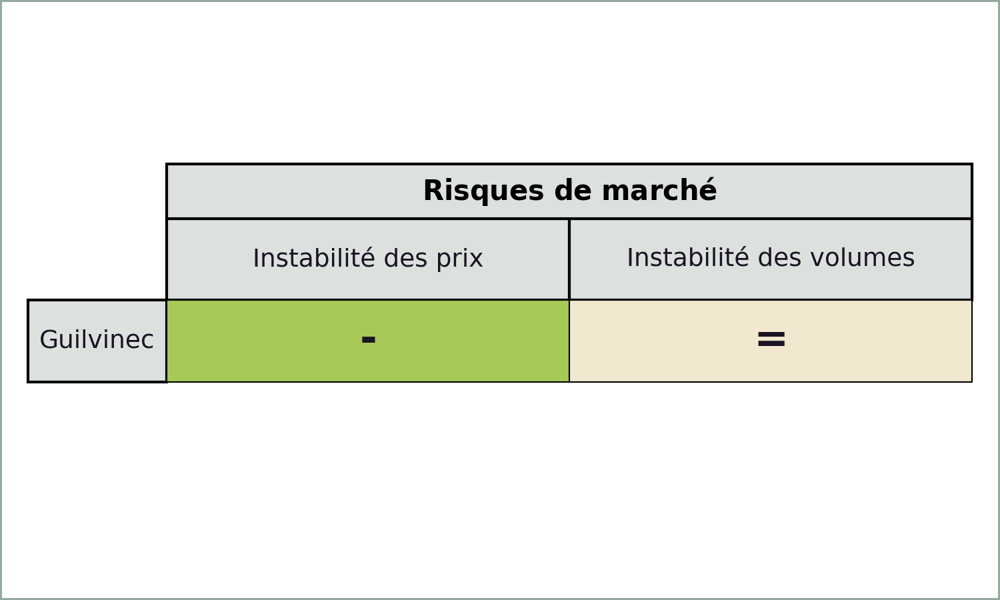 Risques de marché
Instabilité des prix
Instabilité des volumes
Guilvinec
-
=